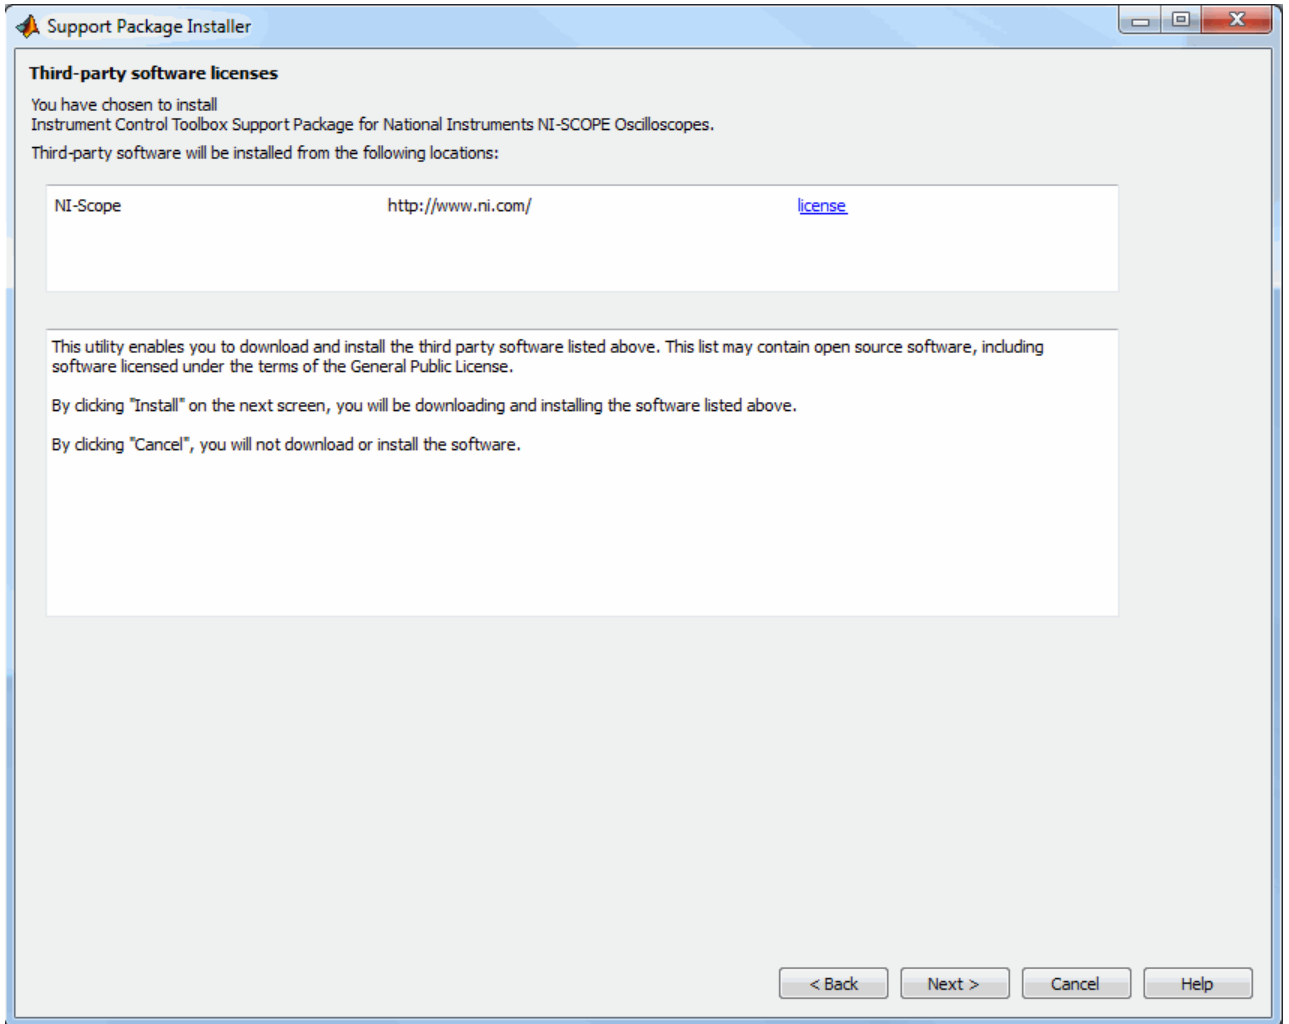 Support Package Installer
Third-party software licenses
You have chosen to install
Instrument Control Toolbox Support Package for National Instruments NI-SCOPE Oscilloscopes.
Third-party software will be installed from the following locations:
NI-Scope http://www.ni.com/ license
This utility enables you to download and install the third party software listed above. This list may contain open source software, including
software licensed under the terms of the General Public License.
By clicking "Install" on the next screen, you will be downloading and installing the software listed above.
By clicking "Cancel", you will not download or install the software.
< Back Next > Cancel Help